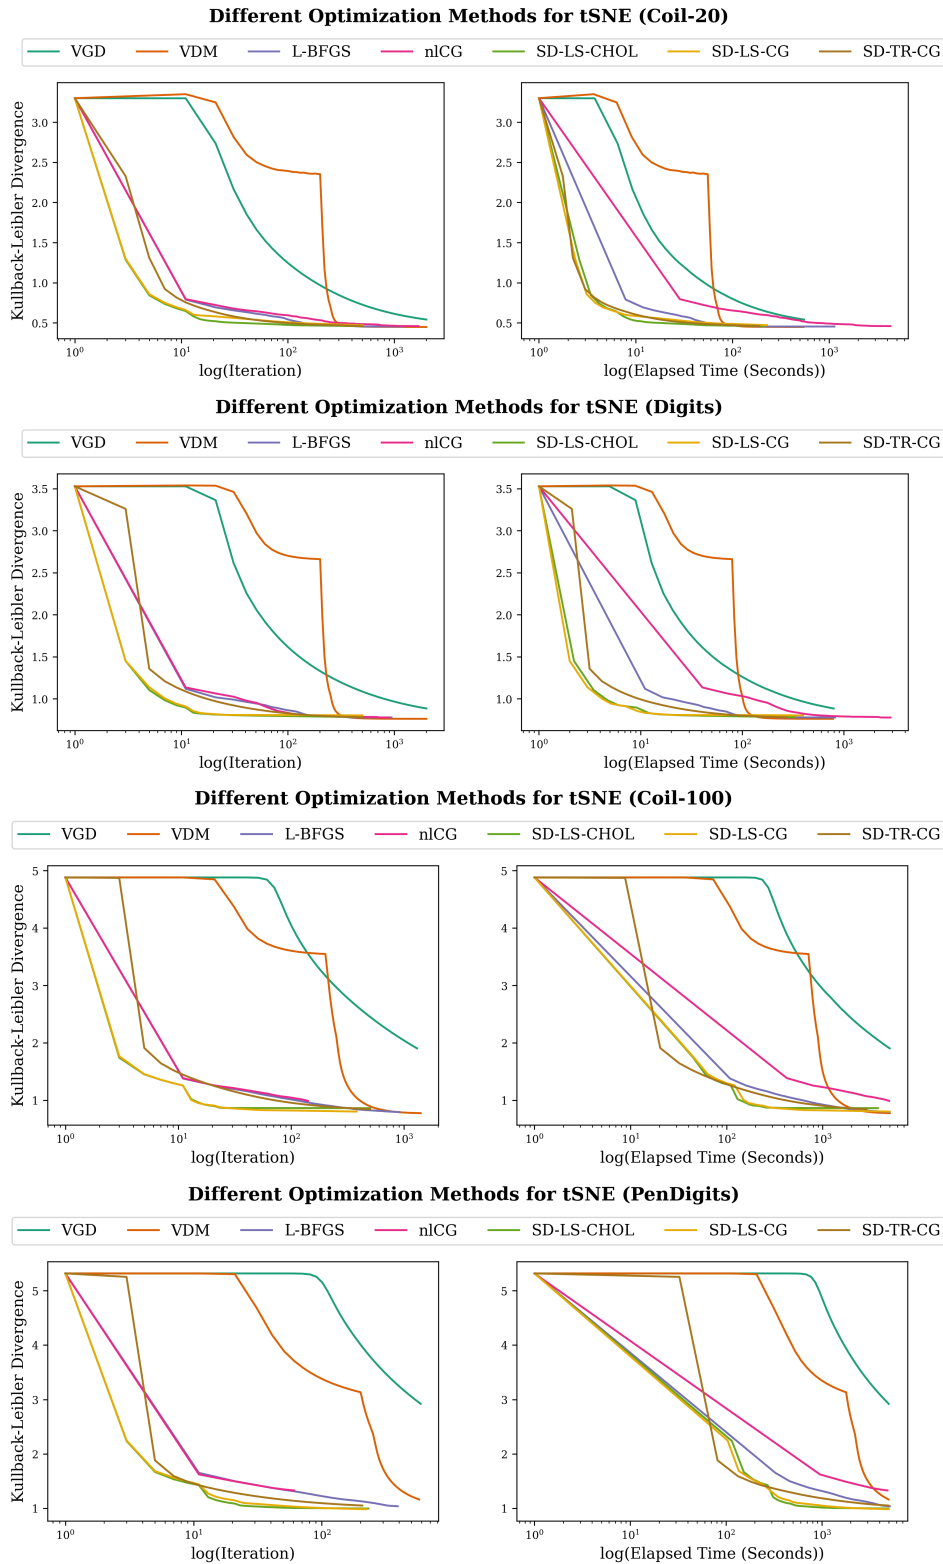 Different Optimization Methods for tSNE (Coil-20)
VGD VDM L-BFGS nlCG SD-LS-CHOL SD-LS-CG SD-TR-CG
Kullback-Leibler Divergence
3.0
2.5
2.0
1.5
1.0
0.5
10^0 10^1 10^2 10^3
log(Iteration)
3.0
2.5
2.0
1.5
1.0
0.5
10^0 10^1 10^2 10^3
log(Elapsed Time (Seconds))
Different Optimization Methods for tSNE (Digits)
VGD VDM L-BFGS nlCG SD-LS-CHOL SD-LS-CG SD-TR-CG
Kullback-Leibler Divergence
3.5
3.0
2.5
2.0
1.5
1.0
10^0 10^1 10^2 10^3
log(Iteration)
3.5
3.0
2.5
2.0
1.5
1.0
10^0 10^1 10^2 10^3
log(Elapsed Time (Seconds))
Different Optimization Methods for tSNE (Coil-100)
VGD VDM L-BFGS nlCG SD-LS-CHOL SD-LS-CG SD-TR-CG
Kullback-Leibler Divergence
5
4
3
2
1
10^0 10^1 10^2 10^3
log(Iteration)
5
4
3
2
1
10^0 10^1 10^2 10^3
log(Elapsed Time (Seconds))
Different Optimization Methods for tSNE (PenDigits)
VGD VDM L-BFGS nlCG SD-LS-CHOL SD-LS-CG SD-TR-CG
Kullback-Leibler Divergence
5
4
3
2
1
10^0 10^1 10^2
log(Iteration)
5
4
3
2
1
10^0 10^1 10^2 10^3
log(Elapsed Time (Seconds))